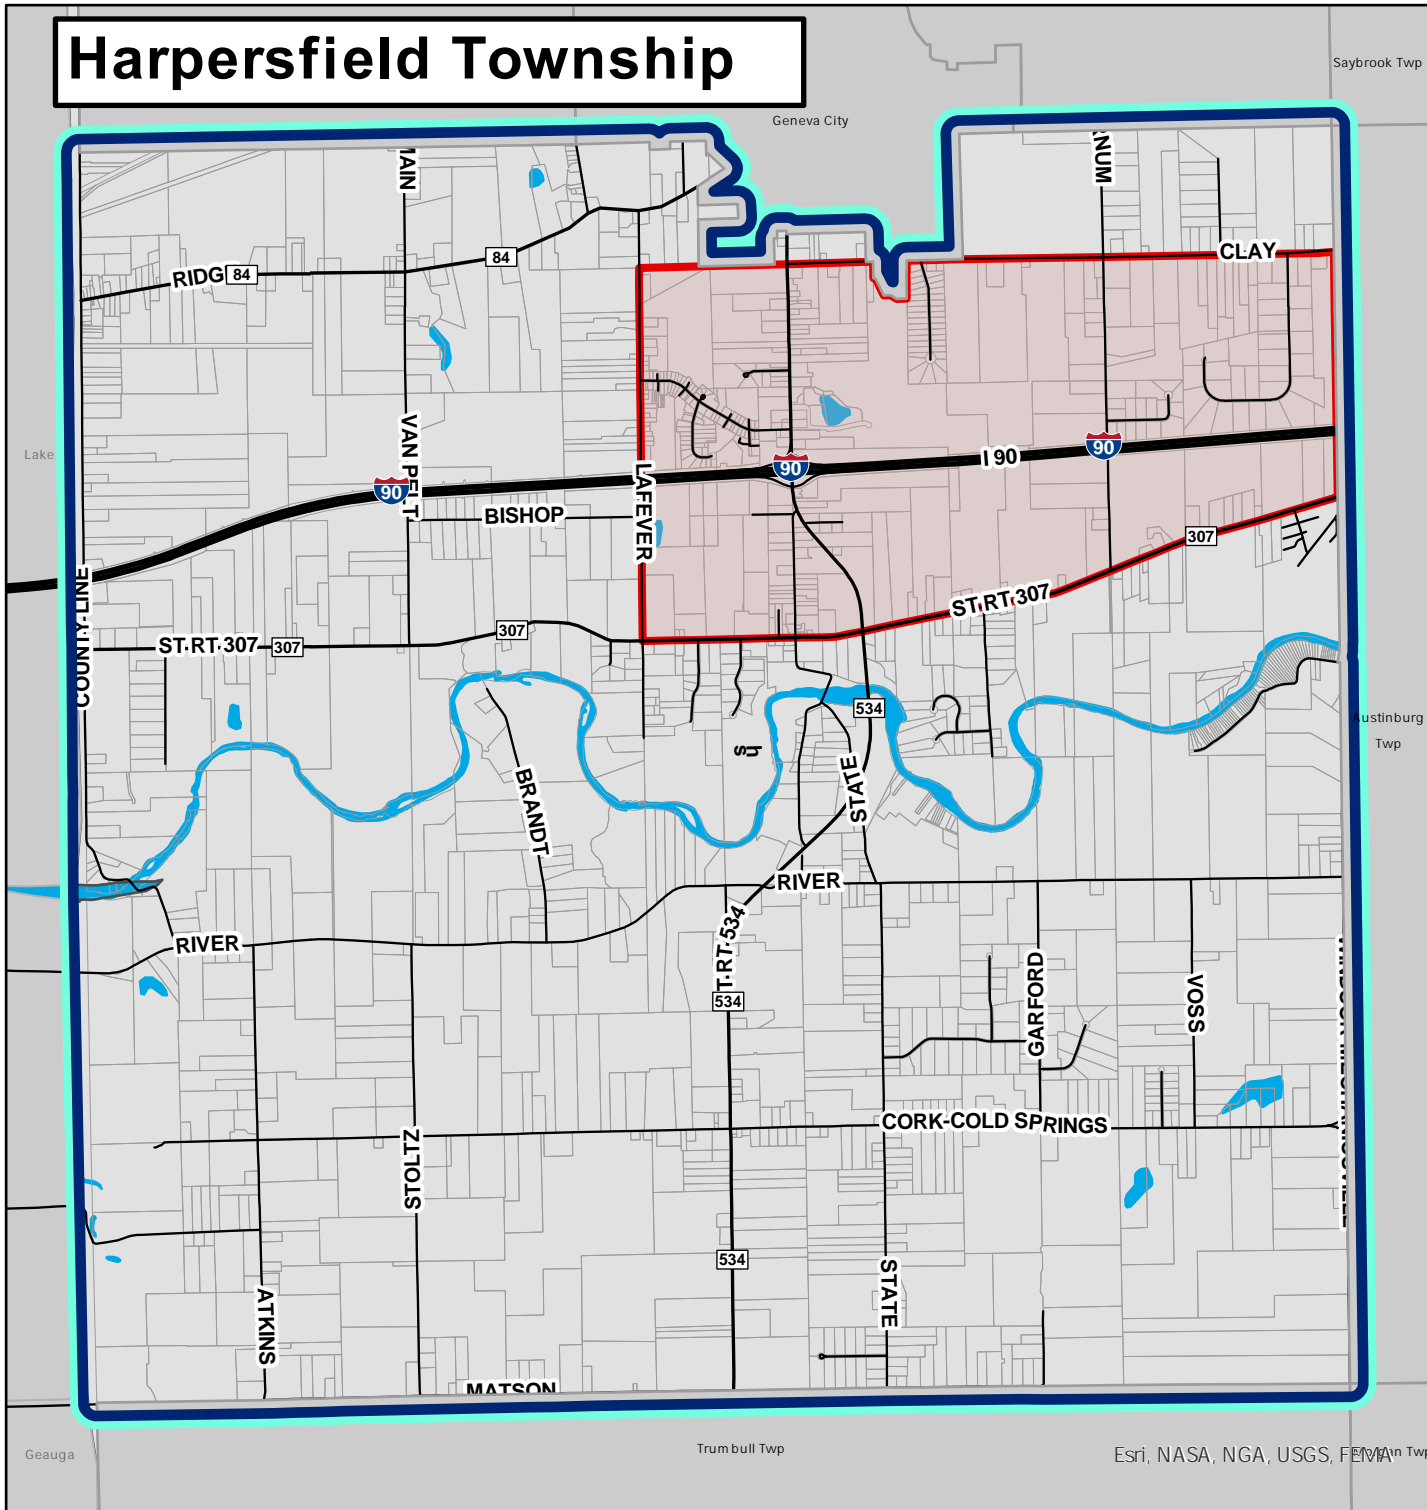 Harpersfield Township
Saybrook Twp
Geneva City
MAIN
NUM
CLAY
84
RIDG 84
VAN PELT
Lake
LAFEVER
I 90
90
90
90
BISHOP
307
COUNTY LINE
ST RT 307
307
ST RT 307
307
534
Austinburg
Twp
sh
STATE
BRANDT
RIVER
RIVER
T RT 534
534
GARFORD
VOSS
CORK-COLD SPRINGS
STOLTZ
534
STATE
ATKINS
MATSON
Geauga
Trumbull Twp
Esri, NASA, NGA, USGS, FEMA